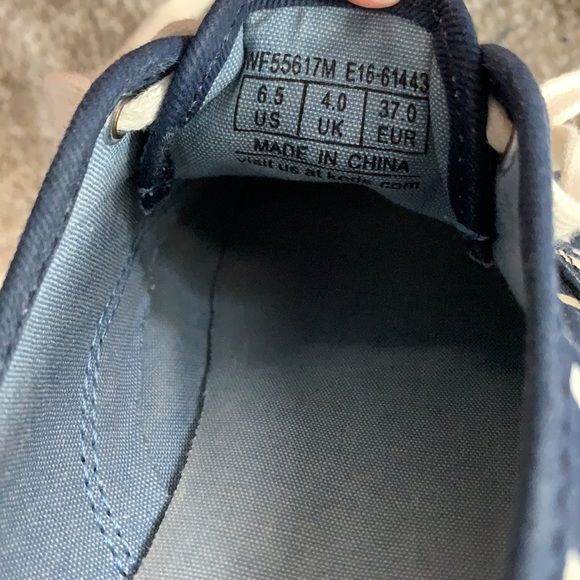 WF55617M E16-61443
6.5 4.0 37.0
US UK EUR
MADE IN CHINA
visit us at keds.com